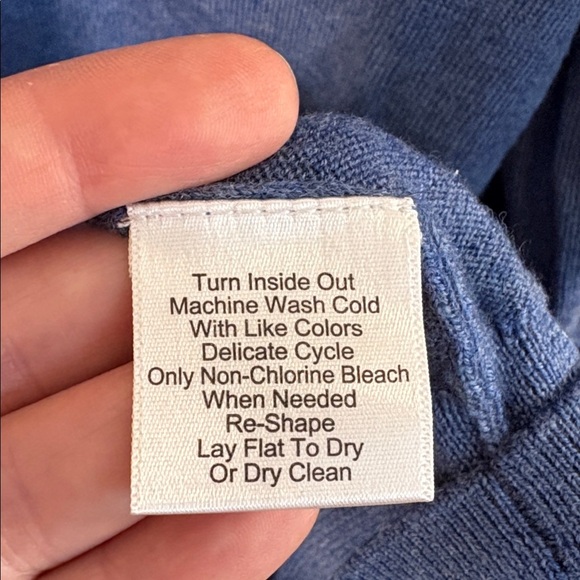 Turn Inside Out
Machine Wash Cold
With Like Colors
Delicate Cycle
Only Non-Chlorine Bleach
When Needed
Re-Shape
Lay Flat To Dry
Or Dry Clean